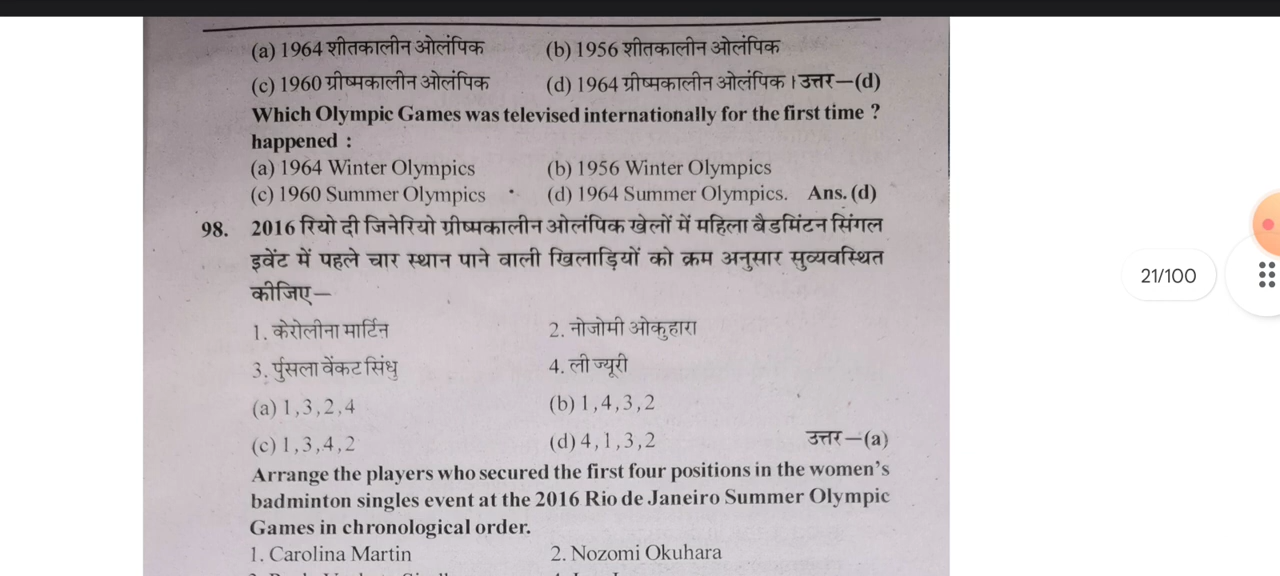 (a) 1964 शीतकालीन ओलंपिक (b) 1956 शीतकालीन ओलंपिक
(c) 1960 ग्रीष्मकालीन ओलंपिक (d) 1964 ग्रीष्मकालीन ओलंपिक । उत्तर—(d)
Which Olympic Games was televised internationally for the first time ?
happened :
(a) 1964 Winter Olympics (b) 1956 Winter Olympics
(c) 1960 Summer Olympics (d) 1964 Summer Olympics. Ans. (d)
98. 2016 रियो दी जिनेरियो ग्रीष्मकालीन ओलंपिक खेलों में महिला बैडमिंटन सिंगल
इवेंट में पहले चार स्थान पाने वाली खिलाड़ियों को क्रम अनुसार सुव्यवस्थित
कीजिए—
1. केरोलीना मार्टिन 2. नोजोमी ओकुहारा
3. र्पुसला वेंकट सिंधु 4. ली ज्यूरी
(a) 1,3,2,4 (b) 1,4,3,2
(c) 1,3,4,2 (d) 4,1,3,2 उत्तर—(a)
Arrange the players who secured the first four positions in the women's
badminton singles event at the 2016 Rio de Janeiro Summer Olympic
Games in chronological order.
1. Carolina Martin 2. Nozomi Okuhara
21/100